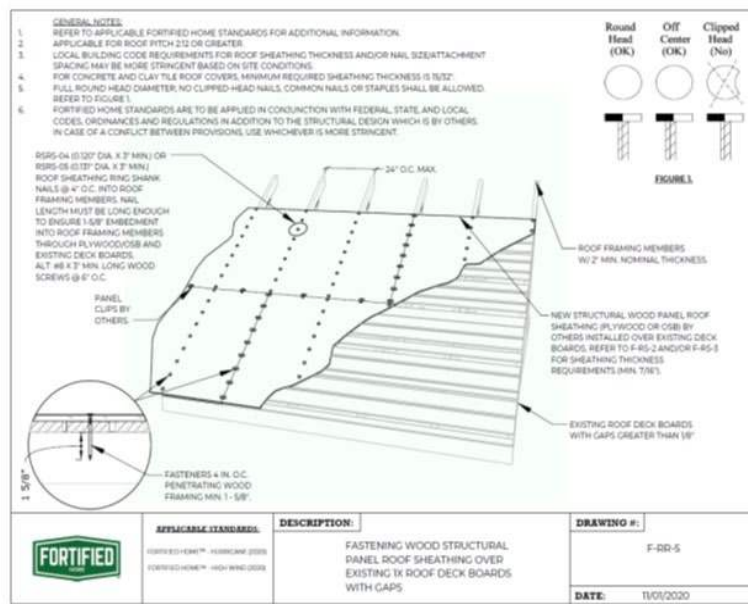 GENERAL NOTES:
1. REFER TO APPLICABLE FORTIFIED HOME STANDARDS FOR ADDITIONAL INFORMATION.
2. APPLICABLE FOR ROOF PITCH 2:12 OR GREATER.
3. LOCAL BUILDING CODE REQUIREMENTS FOR ROOF SHEATHING THICKNESS AND/OR NAIL SIZE/ATTACHMENT
SPACING MAY BE MORE STRINGENT BASED ON SITE CONDITIONS.
4. FOR CONCRETE AND CLAY TILE ROOF COVERS, MINIMUM REQUIRED SHEATHING THICKNESS IS 15/32".
5. FULL ROUND HEAD DIAMETER, NO CLIPPED-HEAD NAILS, COMMON NAILS OR STAPLES SHALL BE ALLOWED.
REFER TO FIGURE 1.
6. FORTIFIED HOME STANDARDS ARE TO BE APPLIED IN CONJUNCTION WITH FEDERAL, STATE, AND LOCAL
CODES, ORDINANCES AND REGULATIONS IN ADDITION TO THE STRUCTURAL DESIGN WHICH IS BY OTHERS.
IN CASE OF A CONFLICT BETWEEN PROVISIONS, USE WHICHEVER IS MORE STRINGENT.
Round
Head
(OK)
Off
Center
(OK)
Clipped
Head
(No)
FIGURE 1.
RSRS-04 (0.120" DIA. X 3" MIN.) OR
RSRS-05 (0.131" DIA. X 3" MIN.)
ROOF SHEATHING RING SHANK
NAILS @ 4" O.C. INTO ROOF
FRAMING MEMBERS. NAIL
LENGTH MUST BE LONG ENOUGH
TO ENSURE 1-5/8" EMBEDMENT
INTO ROOF FRAMING MEMBERS
THROUGH PLYWOOD/OSB AND
EXISTING DECK BOARDS.
ALT: #8 X 3" MIN. LONG WOOD
SCREWS @ 6" O.C.
24" O.C. MAX.
ROOF FRAMING MEMBERS
W/ 2" MIN. NOMINAL THICKNESS
PANEL
CLIPS BY
OTHERS
NEW STRUCTURAL WOOD PANEL ROOF
SHEATHING (PLYWOOD OR OSB) BY
OTHERS INSTALLED OVER EXISTING DECK
BOARDS, REFER TO F-RS-2 AND/OR F-RS-3
FOR SHEATHING THICKNESS
REQUIREMENTS (MIN. 7/16").
EXISTING ROOF DECK BOARDS
WITH GAPS GREATER THAN 1/8"
1 5/8"
FASTENERS 4 IN. O.C.
PENETRATING WOOD
FRAMING MIN. 1 - 5/8".
FORTIFIED
HOME
APPLICABLE STANDARDS:
FORTIFIED HOME™ - HURRICANE (2020)
FORTIFIED HOME™ - HIGH WIND (2020)
DESCRIPTION:
FASTENING WOOD STRUCTURAL
PANEL ROOF SHEATHING OVER
EXISTING 1X ROOF DECK BOARDS
WITH GAPS
DRAWING #:
F-RR-5
DATE: 11/01/2020